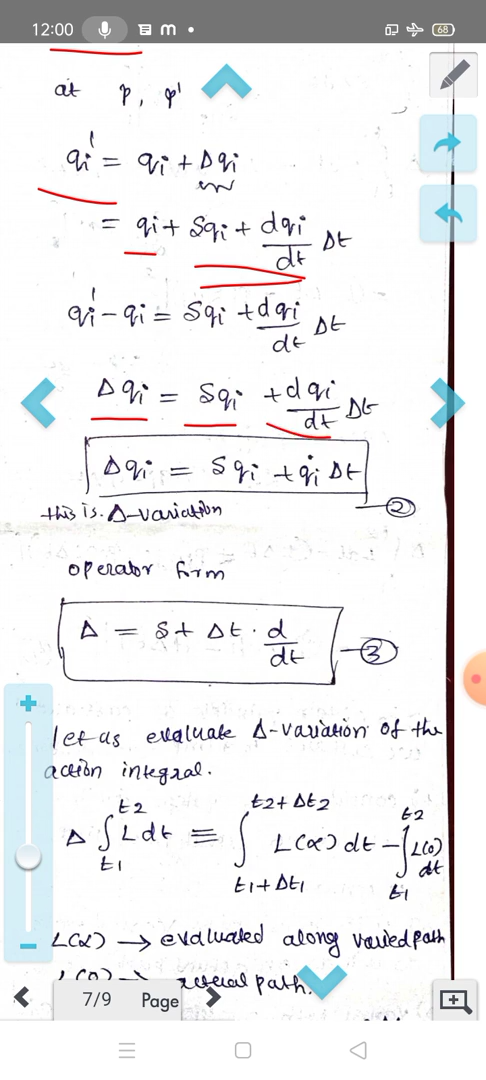 12:00
68
at p, p'
qi' = qi + Δqi
= qi + δqi + dqi/dt Δt
qi' - qi = δqi + dqi/dt Δt
Δqi = δqi + dqi/dt Δt
Δqi = δqi + q̇i Δt — ②
this is Δ-variation
operator form
Δ = δ + Δt · d/dt — ③
let us evaluate Δ-variation of the
action integral.
Δ ∫_{t1}^{t2} L dt ≡ ∫_{t1+Δt1}^{t2+Δt2} L(α) dt - ∫_{t1}^{t2} L(0) dt
L(α) → evaluated along varied path
L(0) → actual path.
7/9 Page